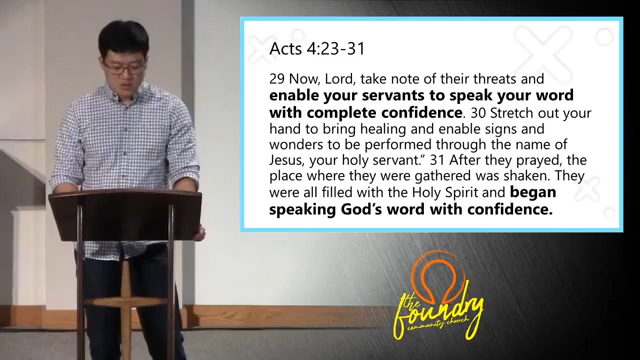 Acts 4:23-31
29 Now, Lord, take note of their threats and
enable your servants to speak your word
with complete confidence. 30 Stretch out your
hand to bring healing and enable signs and
wonders to be performed through the name of
Jesus, your holy servant.” 31 After they prayed, the
place where they were gathered was shaken. They
were all filled with the Holy Spirit and began
speaking God’s word with confidence.
the
foundry
community church